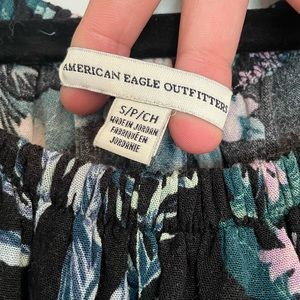 AMERICAN EAGLE OUTFITTERS
S/P/CH
MADE IN JORDAN
FABRIQUÉ EN
JORDANIE